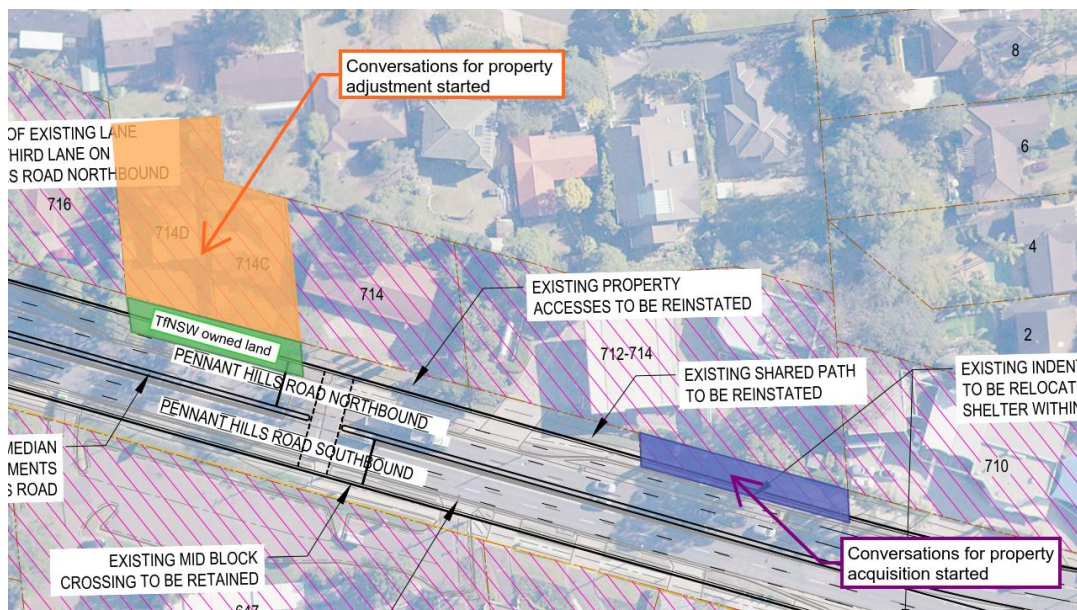 8
Conversations for property
adjustment started
OF EXISTING LANE
THIRD LANE ON
S ROAD NORTHBOUND
6
716
714D
714C
4
714
EXISTING PROPERTY
ACCESSES TO BE REINSTATED
TfNSW owned land
2
712-714
PENNANT HILLS ROAD NORTHBOUND
EXISTING SHARED PATH
TO BE REINSTATED
EXISTING INDENT
TO BE RELOCAT
SHELTER WITHIN
PENNANT HILLS ROAD SOUTHBOUND
MEDIAN
MENTS
S ROAD
710
EXISTING MID BLOCK
CROSSING TO BE RETAINED
Conversations for property
acquisition started
647